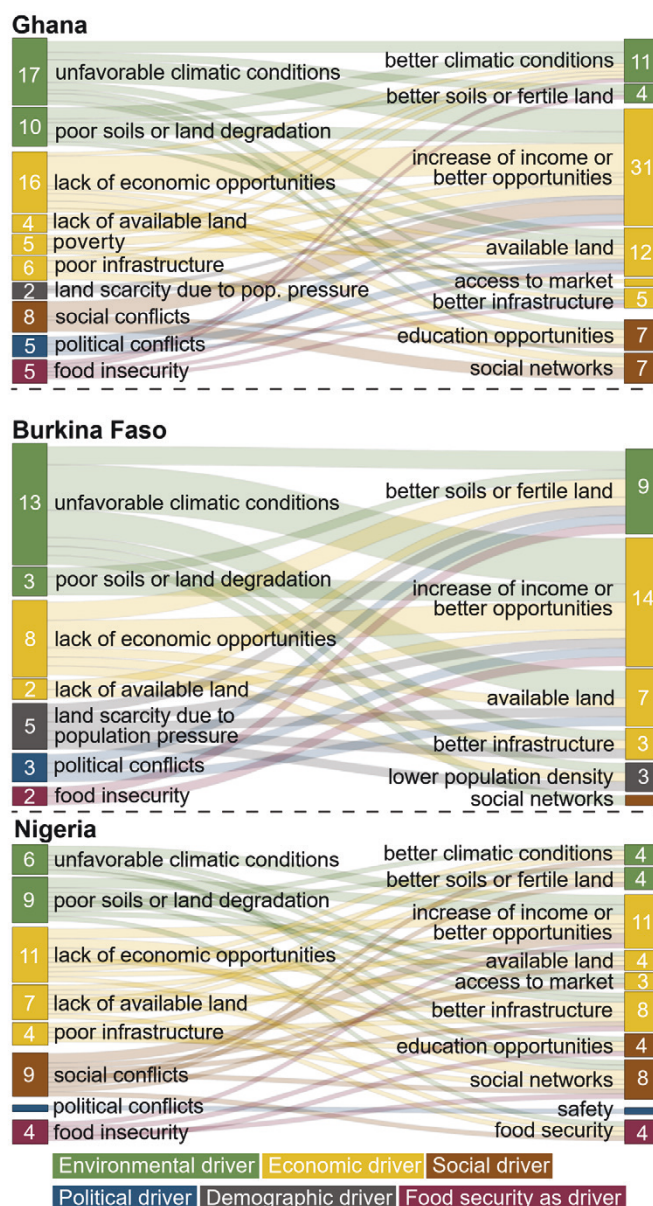 Ghana
17 unfavorable climatic conditions better climatic conditions 11
better soils or fertile land 4
10 poor soils or land degradation
increase of income or
better opportunities 31
16 lack of economic opportunities
4 lack of available land
5 poverty
available land 12
6 poor infrastructure
access to market
2 land scarcity due to pop. pressure
better infrastructure 5
8 social conflicts
education opportunities 7
5 political conflicts
social networks 7
5 food insecurity
Burkina Faso
13 unfavorable climatic conditions better soils or fertile land 9
3 poor soils or land degradation
increase of income or
better opportunities 14
8 lack of economic opportunities
2 lack of available land
available land 7
5 land scarcity due to
population pressure
better infrastructure 3
3 political conflicts
lower population density 3
2 food insecurity
social networks
Nigeria
6 unfavorable climatic conditions better climatic conditions 4
better soils or fertile land 4
9 poor soils or land degradation
increase of income or
better opportunities 11
11 lack of economic opportunities
available land 4
access to market 3
7 lack of available land
better infrastructure 8
4 poor infrastructure
education opportunities 4
9 social conflicts
social networks 8
political conflicts safety
4 food insecurity food security 4
Environmental driver Economic driver Social driver
Political driver Demographic driver Food security as driver